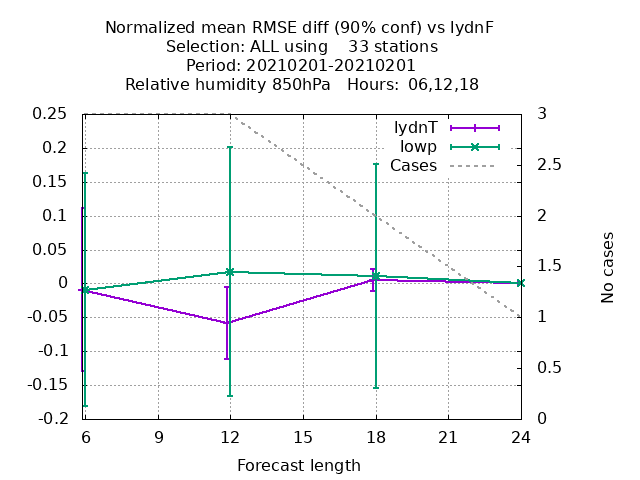 Normalized mean RMSE diff (90% conf) vs lydnF
Selection: ALL using    33 stations
Period: 20210201-20210201
Relative humidity 850hPa   Hours:  06,12,18
lydnT
lowp
Cases
0.25
0.2
0.15
0.1
0.05
0
-0.05
-0.1
-0.15
-0.2
3
2.5
2
1.5
1
0.5
0
No cases
6 9 12 15 18 21 24
Forecast length